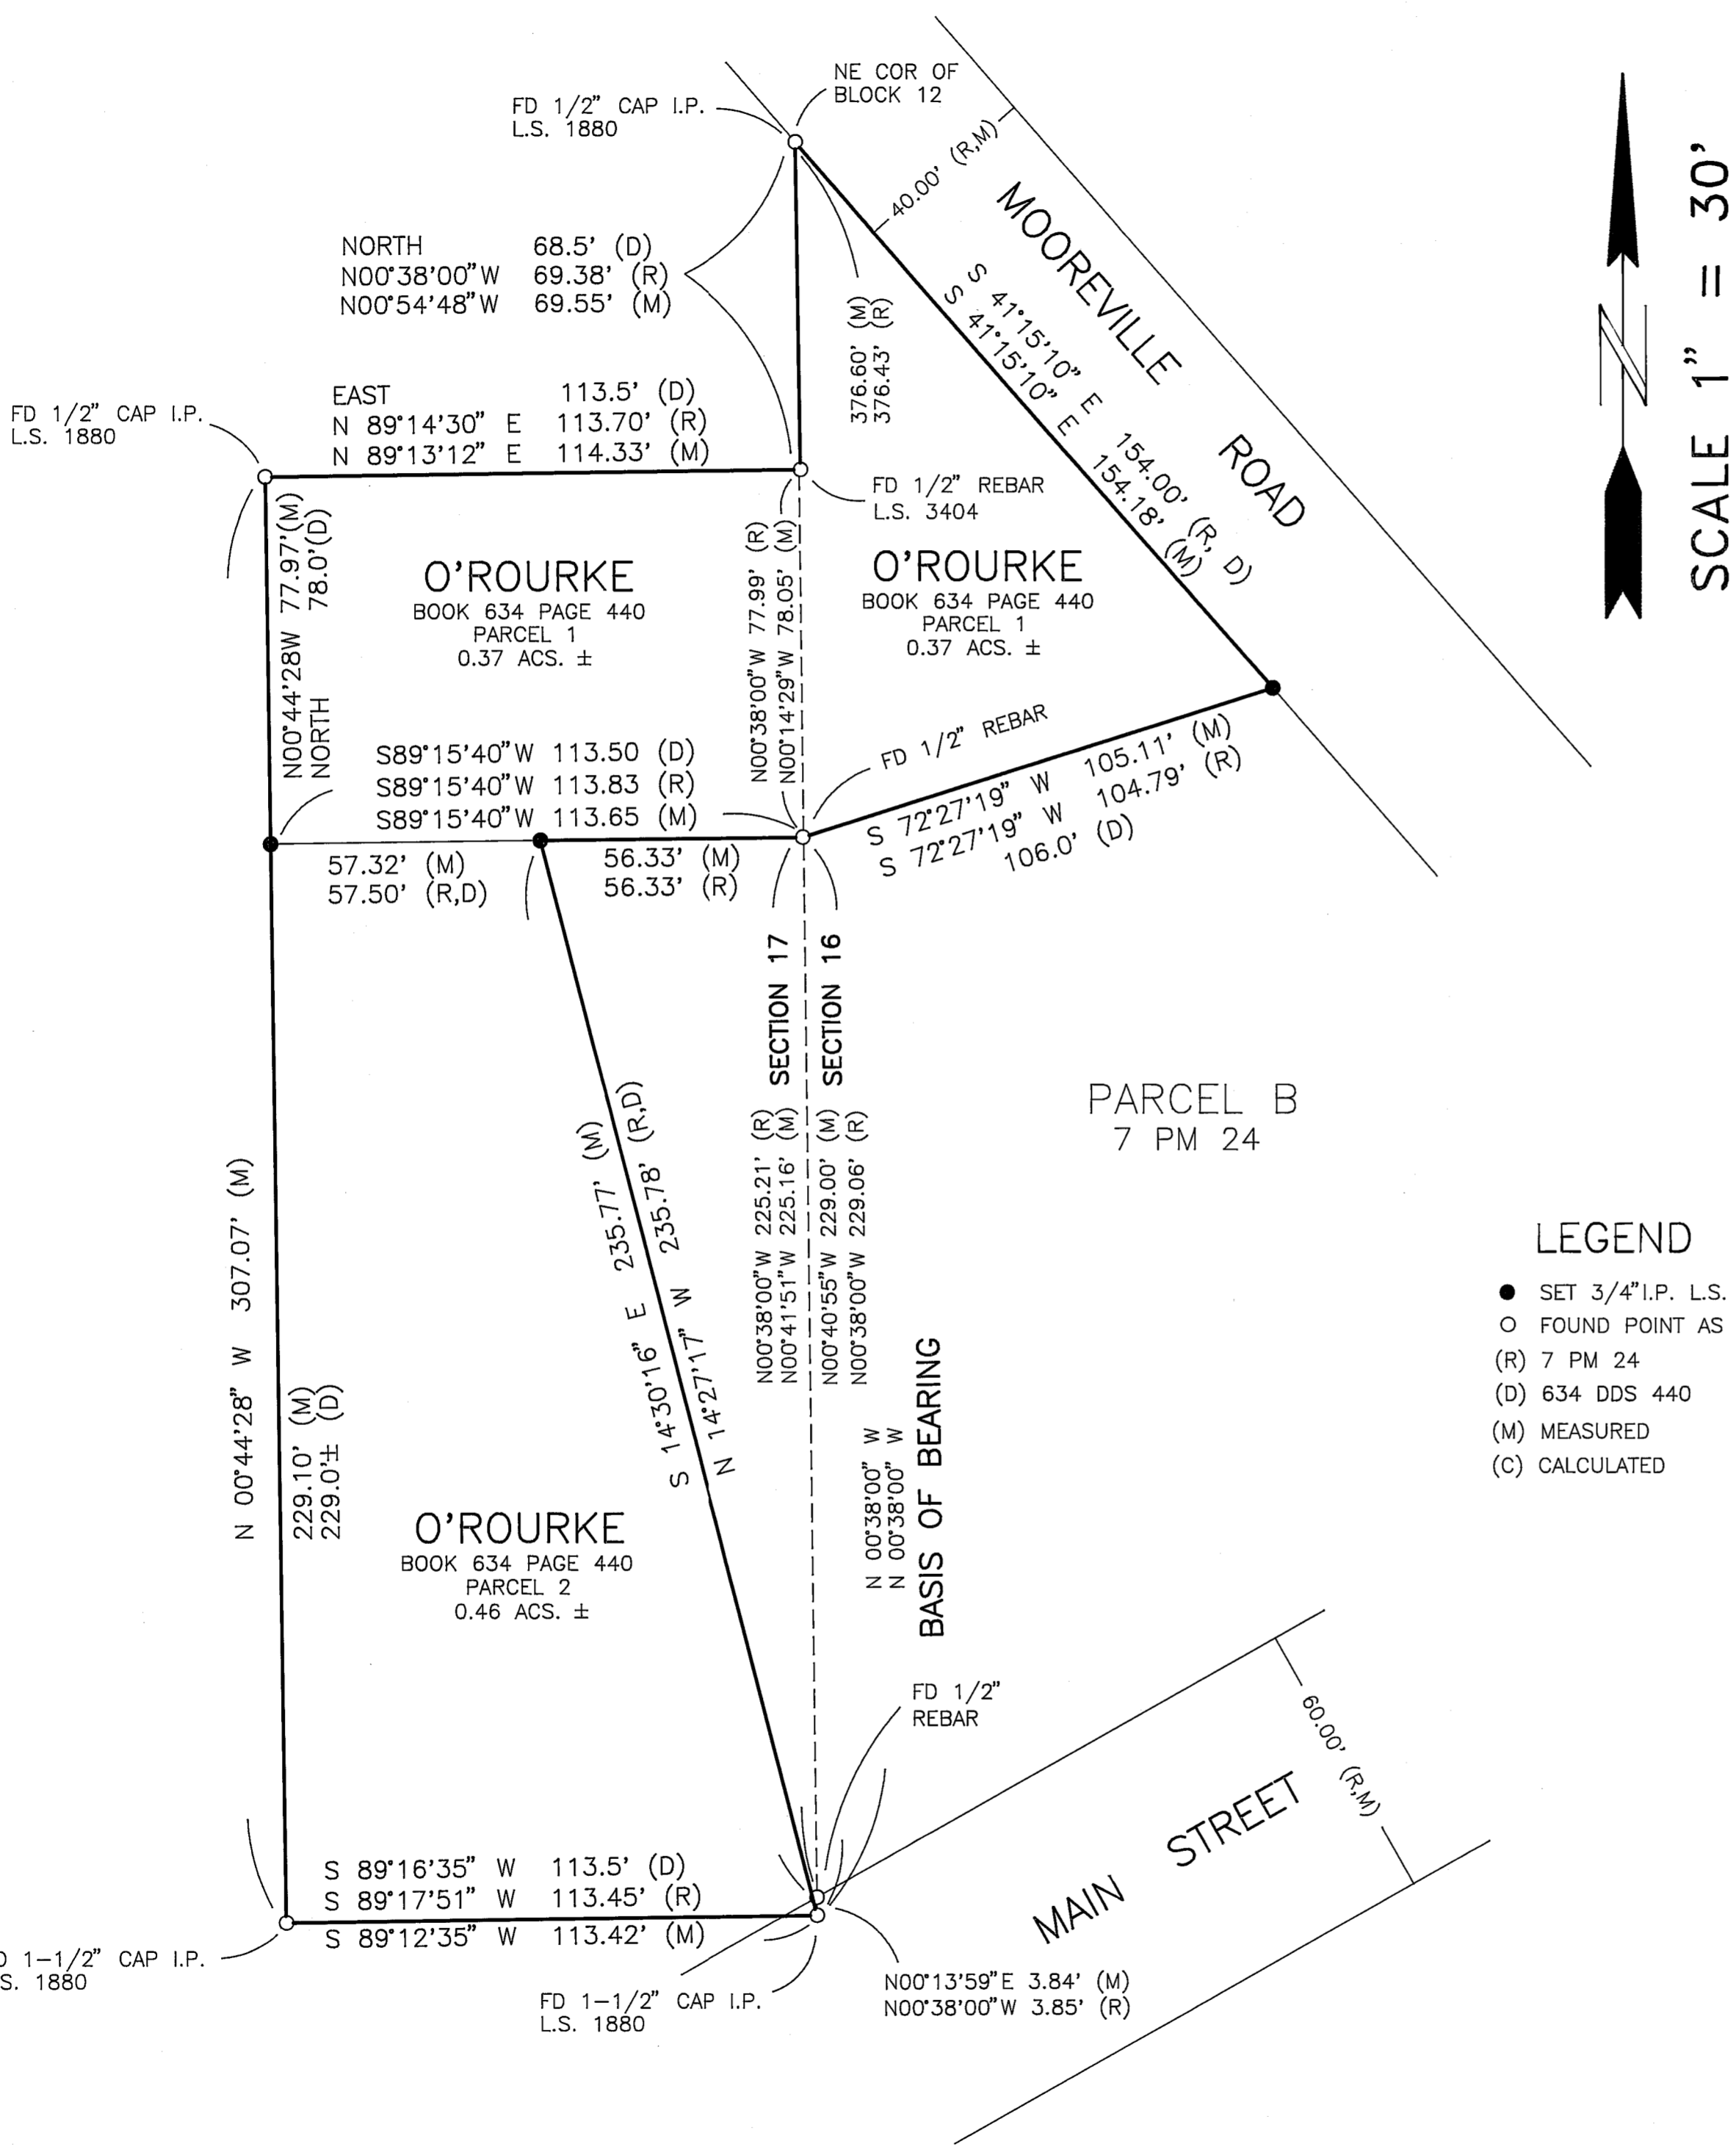 NE COR OF
BLOCK 12
FD 1/2" CAP I.P.
L.S. 1880
40.00' (R,M)
MOOREVILLE ROAD
SCALE 1" = 30'
N
NORTH 68.5' (D)
N00°38'00"W 69.38' (R)
N00°54'48"W 69.55' (M)
376.60' (M)
376.43' (R)
S 41°15'10" E 154.00' (R, D)
S 41°15'10" E 154.18' (M)
EAST 113.5' (D)
N 89°14'30" E 113.70' (R)
N 89°13'12" E 114.33' (M)
FD 1/2" CAP I.P.
L.S. 1880
FD 1/2" REBAR
L.S. 3404
N00°44'28W 77.97'(M)
NORTH 78.0'(D)
O'ROURKE
BOOK 634 PAGE 440
PARCEL 1
0.37 ACS. ±
N00°38'00"W 77.99' (R)
N00°14'29"W 78.05' (M)
O'ROURKE
BOOK 634 PAGE 440
PARCEL 1
0.37 ACS. ±
FD 1/2" REBAR
S89°15'40"W 113.50 (D)
S89°15'40"W 113.83 (R)
S89°15'40"W 113.65 (M)
S 72°27'19" W 105.11' (M)
S 72°27'19" W 104.79' (R)
106.0' (D)
57.32' (M)
57.50' (R,D)
56.33' (M)
56.33' (R)
SECTION 17
SECTION 16
N00°38'00"W 225.21' (R)
N00°41'51"W 225.16' (M)
N00°40'55"W 229.00' (M)
N00°38'00"W 229.06' (R)
PARCEL B
7 PM 24
N 00°44'28" W 307.07' (M)
229.10' (M)
229.0'± (D)
S 14°30'16" E 235.77' (M)
N 14°27'17" W 235.78' (R,D)
N 00°38'00" W
N 00°38'00" W
BASIS OF BEARING
LEGEND
SET 3/4"I.P. L.S.
FOUND POINT AS
(R) 7 PM 24
(D) 634 DDS 440
(M) MEASURED
(C) CALCULATED
O'ROURKE
BOOK 634 PAGE 440
PARCEL 2
0.46 ACS. ±
FD 1/2"
REBAR
60.00' (R,M)
MAIN STREET
S 89°16'35" W 113.5' (D)
S 89°17'51" W 113.45' (R)
S 89°12'35" W 113.42' (M)
D 1-1/2" CAP I.P.
S. 1880
FD 1-1/2" CAP I.P.
L.S. 1880
N00°13'59"E 3.84' (M)
N00°38'00"W 3.85' (R)